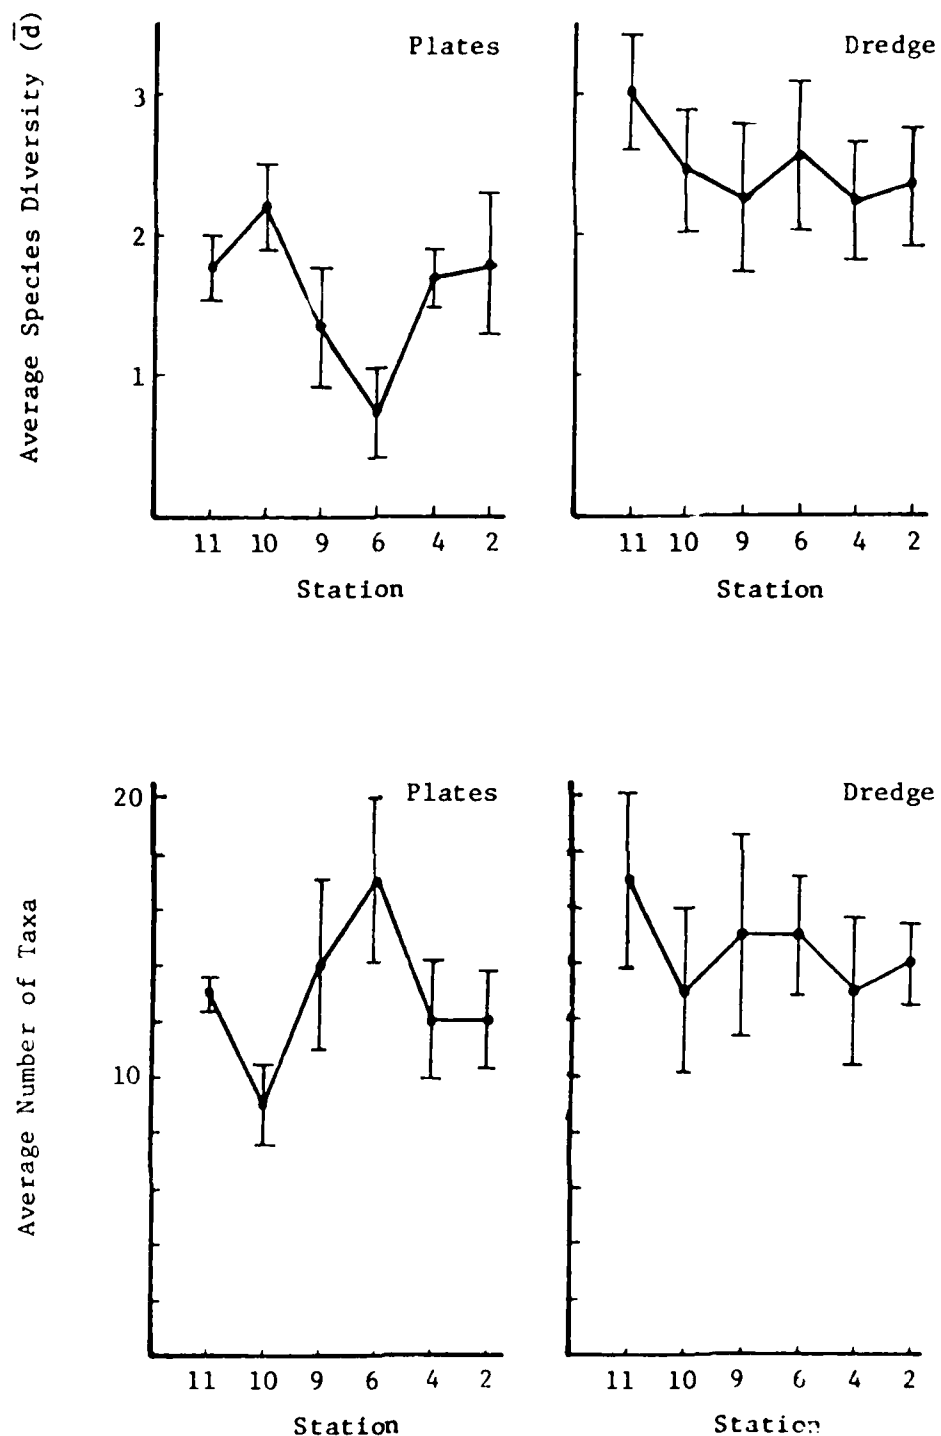 Average Species Diversity (d̅)
Plates
3
2
1
11 10 9 6 4 2
Station
Dredge
11 10 9 6 4 2
Station
Average Number of Taxa
Plates
20
10
11 10 9 6 4 2
Station
Dredge
11 10 9 6 4 2
Station